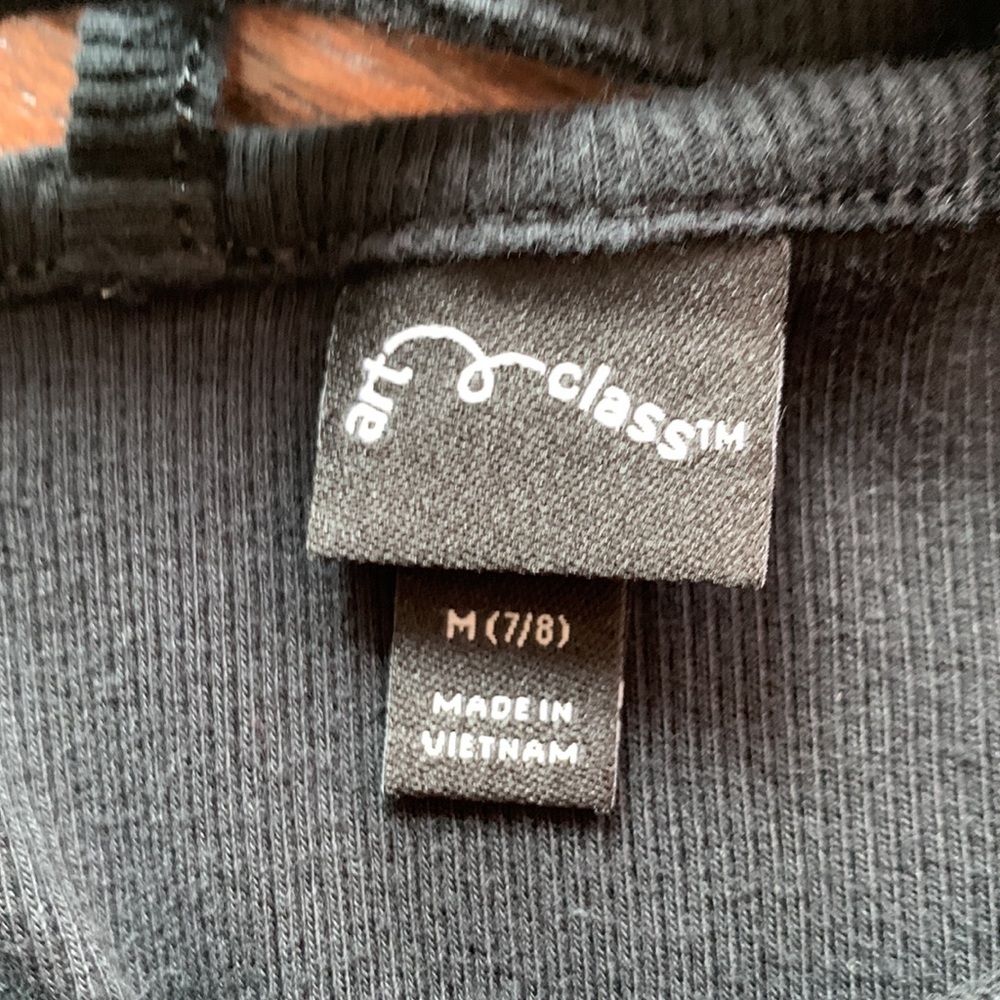 art class™
M (7/8)
MADE IN
VIETNAM